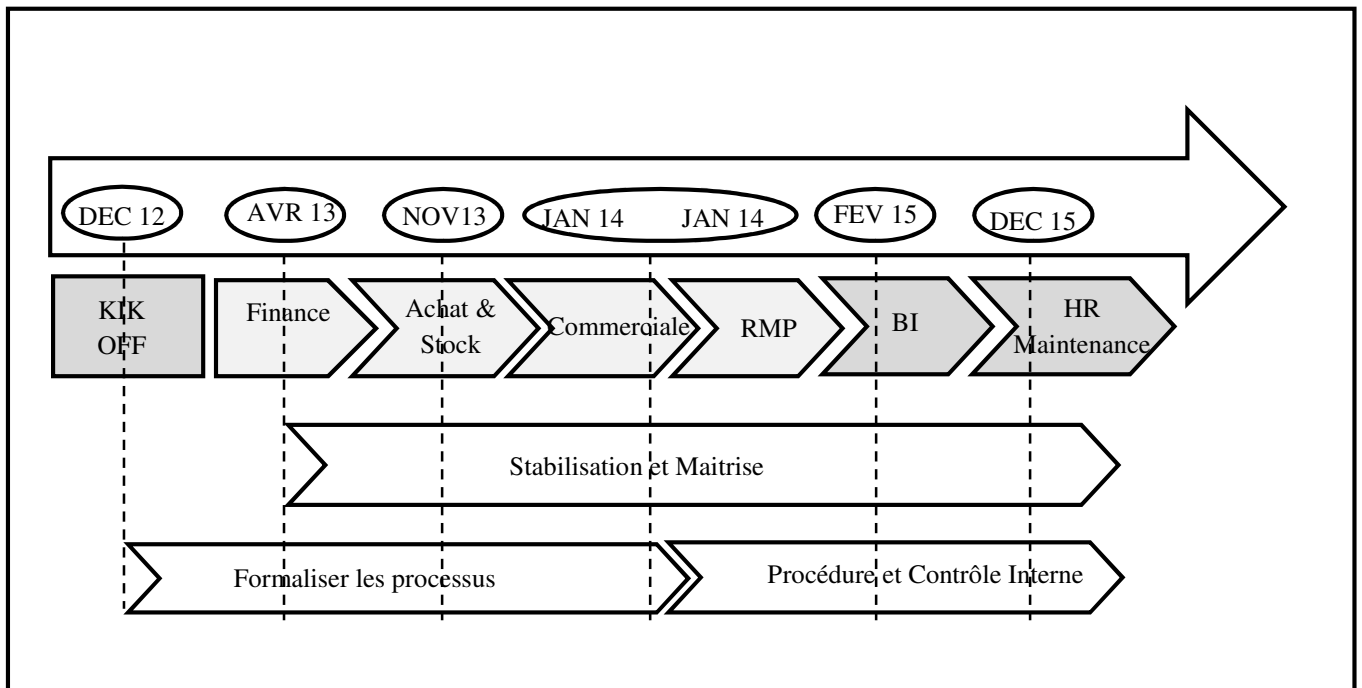 DEC 12
AVR 13
NOV13
JAN 14
JAN 14
FEV 15
DEC 15
KIK
OFF
Finance
Achat &
Stock
Commerciale
RMP
BI
HR
Maintenance
Stabilisation et Maitrise
Formaliser les processus
Procédure et Contrôle Interne